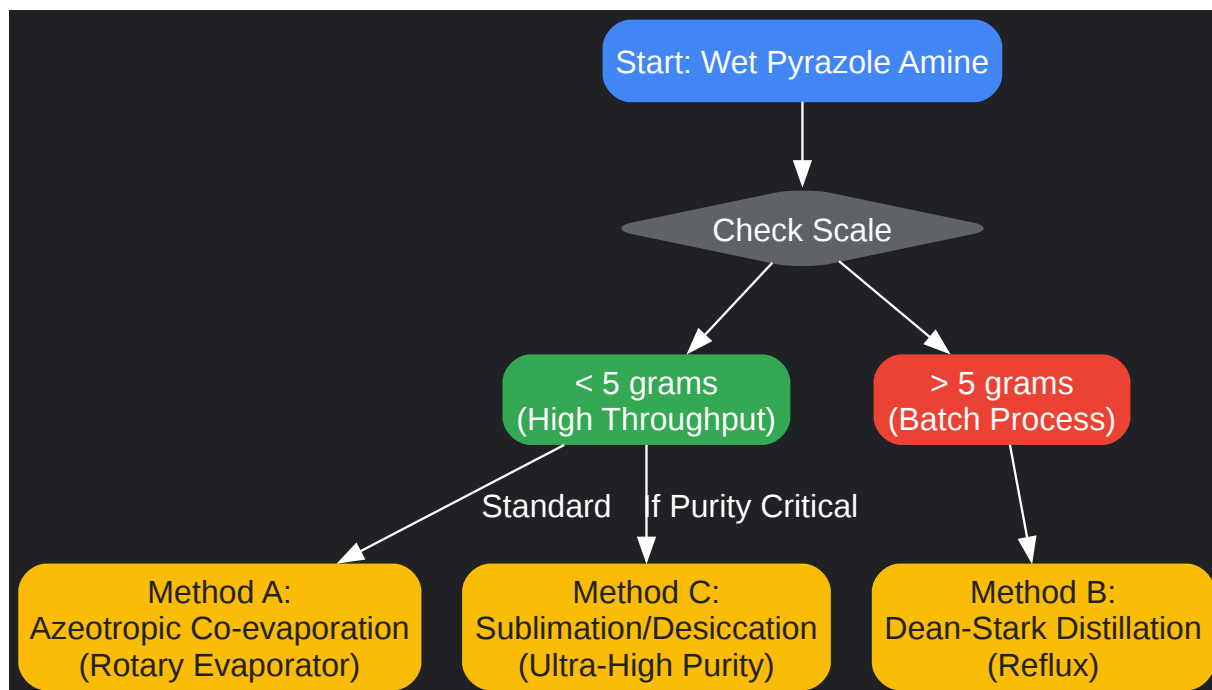 Start: Wet Pyrazole Amine
Check Scale
< 5 grams
(High Throughput)
> 5 grams
(Batch Process)
Standard
If Purity Critical
Method A:
Azeotropic Co-evaporation
(Rotary Evaporator)
Method C:
Sublimation/Desiccation
(Ultra-High Purity)
Method B:
Dean-Stark Distillation
(Reflux)